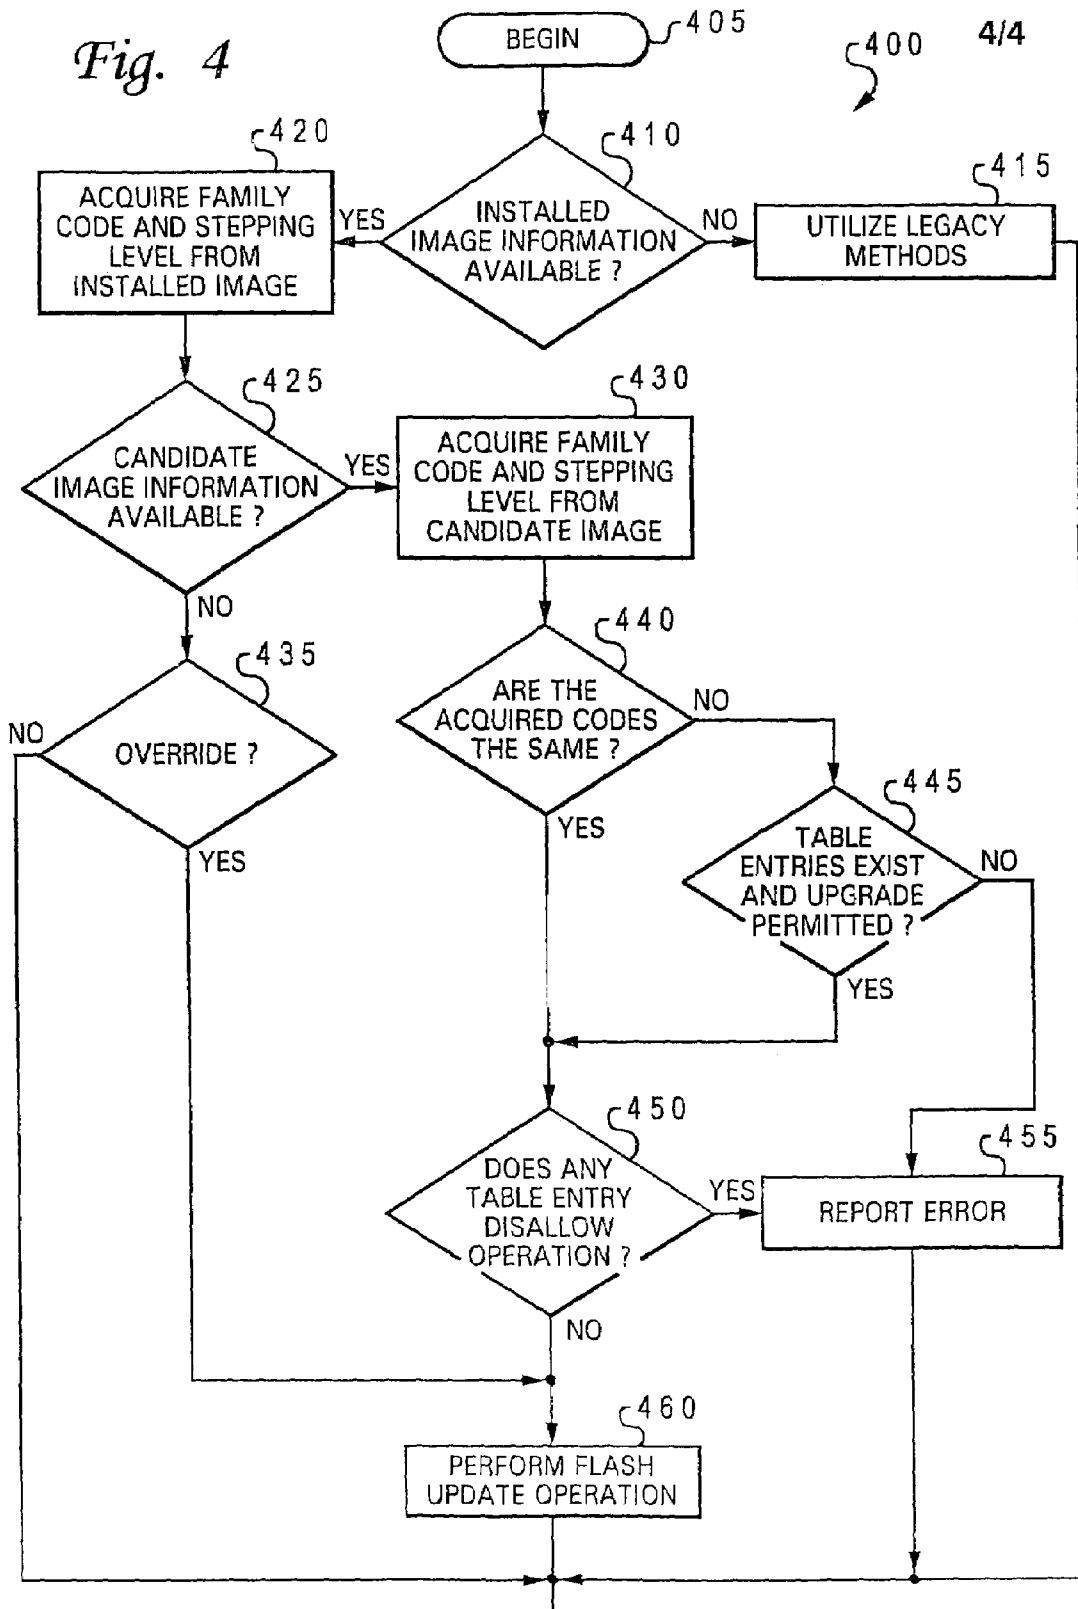 Fig. 4
BEGIN
405
400
4/4
420
410
415
ACQUIRE FAMILY
CODE AND STEPPING
LEVEL FROM
INSTALLED IMAGE
YES
INSTALLED
IMAGE INFORMATION
AVAILABLE ?
NO
UTILIZE LEGACY
METHODS
425
430
CANDIDATE
IMAGE INFORMATION
AVAILABLE ?
YES
ACQUIRE FAMILY
CODE AND STEPPING
LEVEL FROM
CANDIDATE IMAGE
NO
435
440
NO
OVERRIDE ?
YES
ARE THE
ACQUIRED CODES
THE SAME ?
NO
YES
445
TABLE
ENTRIES EXIST
AND UPGRADE
PERMITTED ?
NO
YES
450
DOES ANY
TABLE ENTRY
DISALLOW
OPERATION ?
YES
455
REPORT ERROR
NO
460
PERFORM FLASH
UPDATE OPERATION